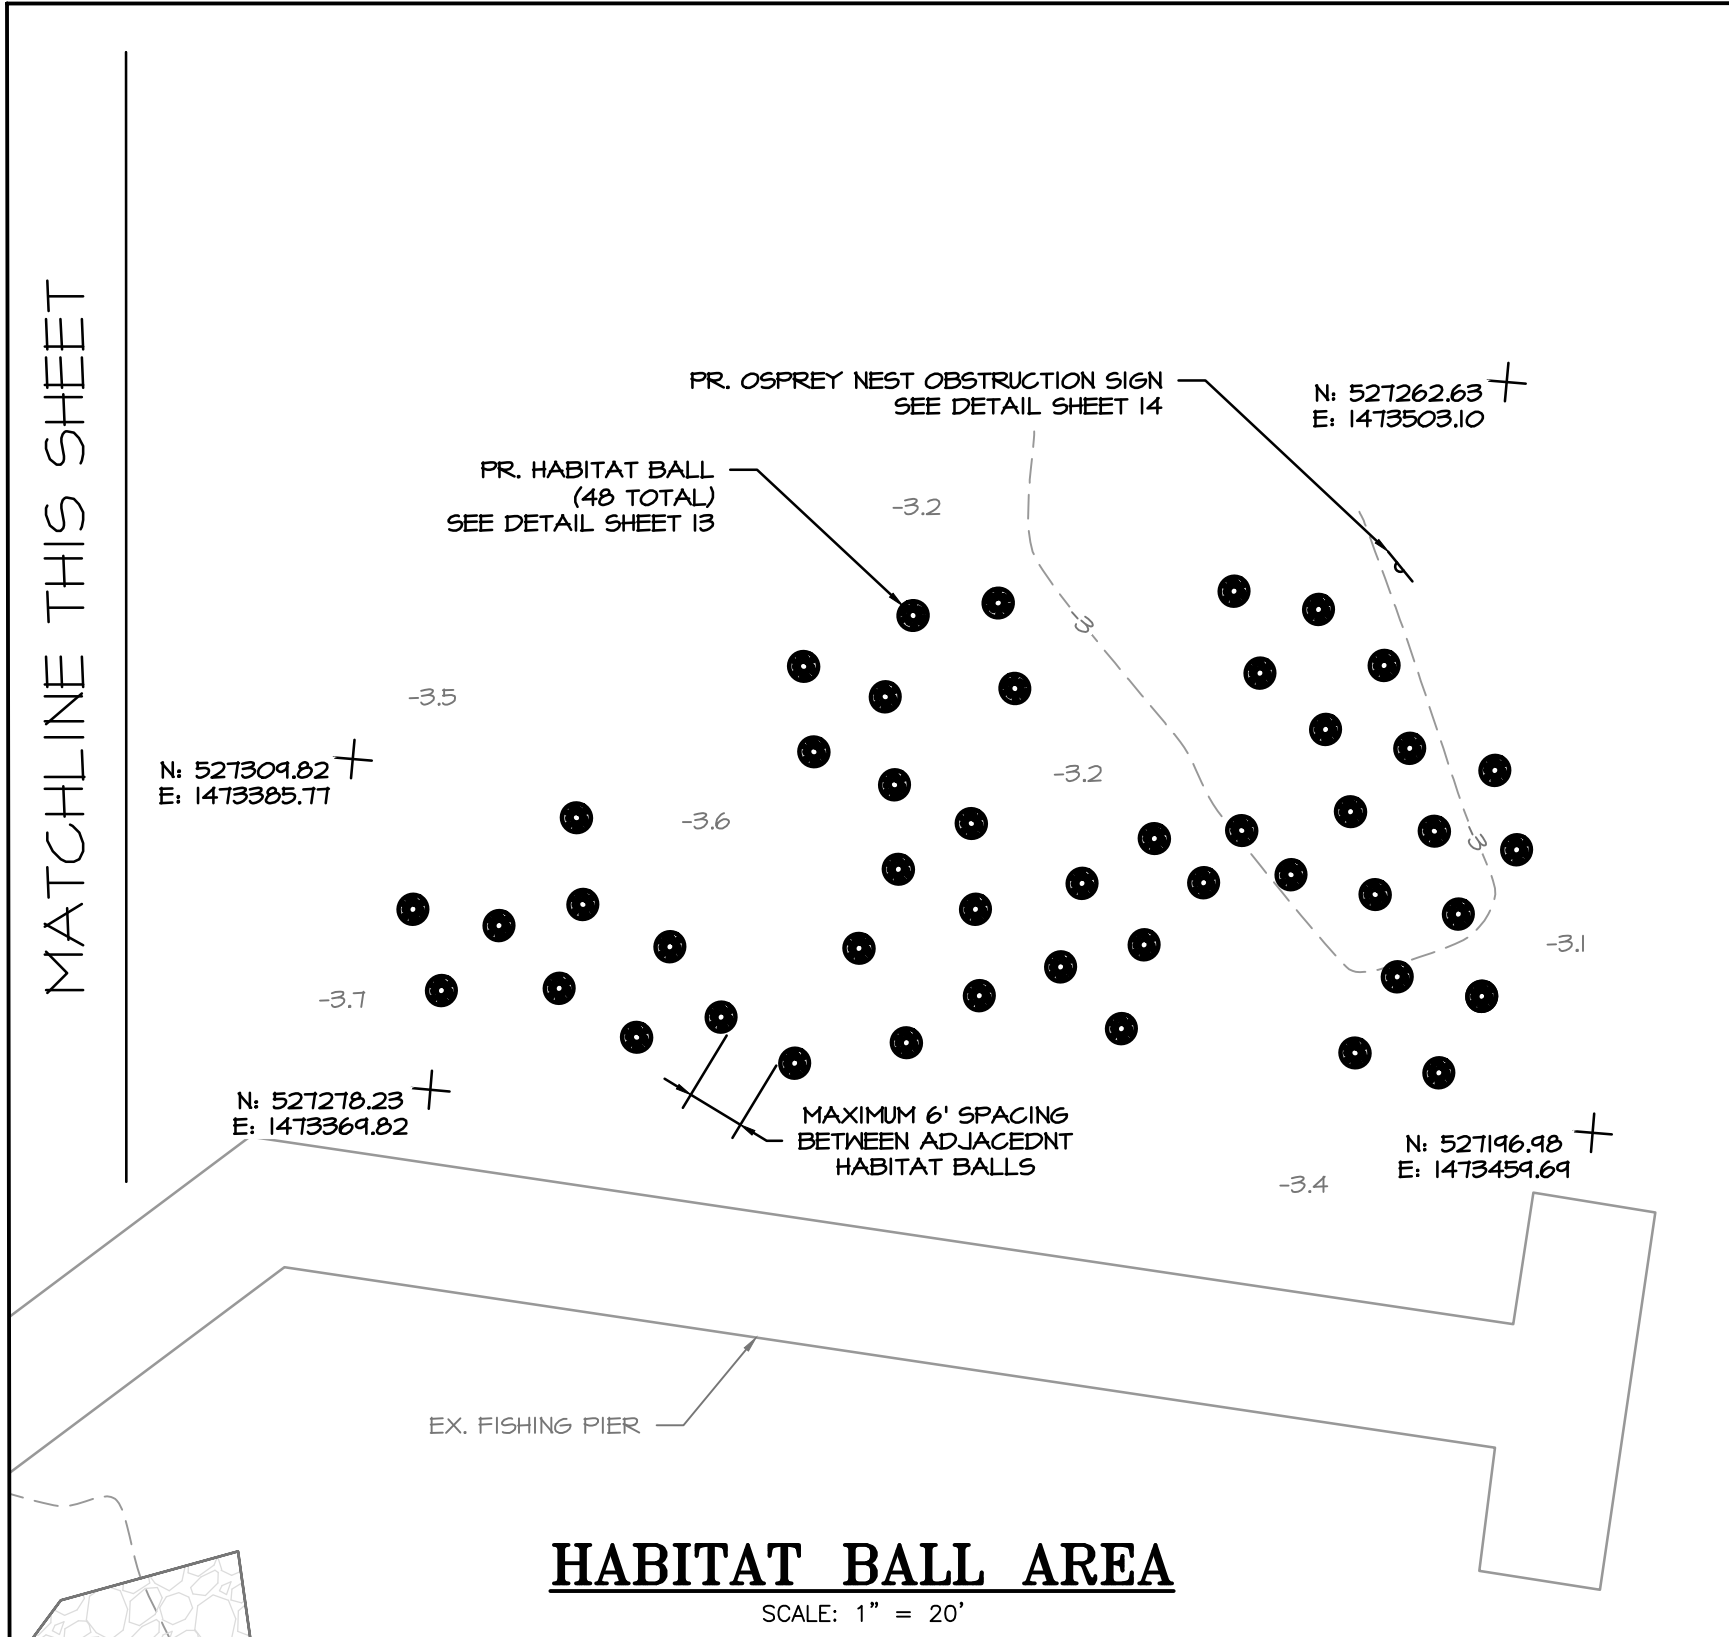 MATCHLINE THIS SHEET
PR. OSPREY NEST OBSTRUCTION SIGN
SEE DETAIL SHEET 14
N: 527262.63
E: 1473503.10
PR. HABITAT BALL
(48 TOTAL)
SEE DETAIL SHEET 13
-3.2
-3
-3.5
N: 527309.82
E: 1473385.77
-3.2
-3.6
-3
-3.1
-3.7
N: 527278.23
E: 1473369.82
MAXIMUM 6' SPACING
BETWEEN ADJACEDNT
HABITAT BALLS
N: 527196.98
E: 1473459.69
-3.4
EX. FISHING PIER
HABITAT BALL AREA
SCALE: 1" = 20'